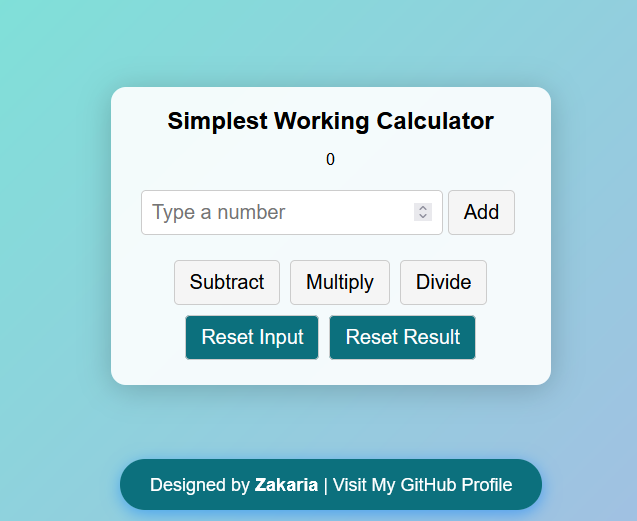 Simplest Working Calculator
0
Type a number Add
Subtract Multiply Divide
Reset Input Reset Result
Designed by Zakaria | Visit My GitHub Profile